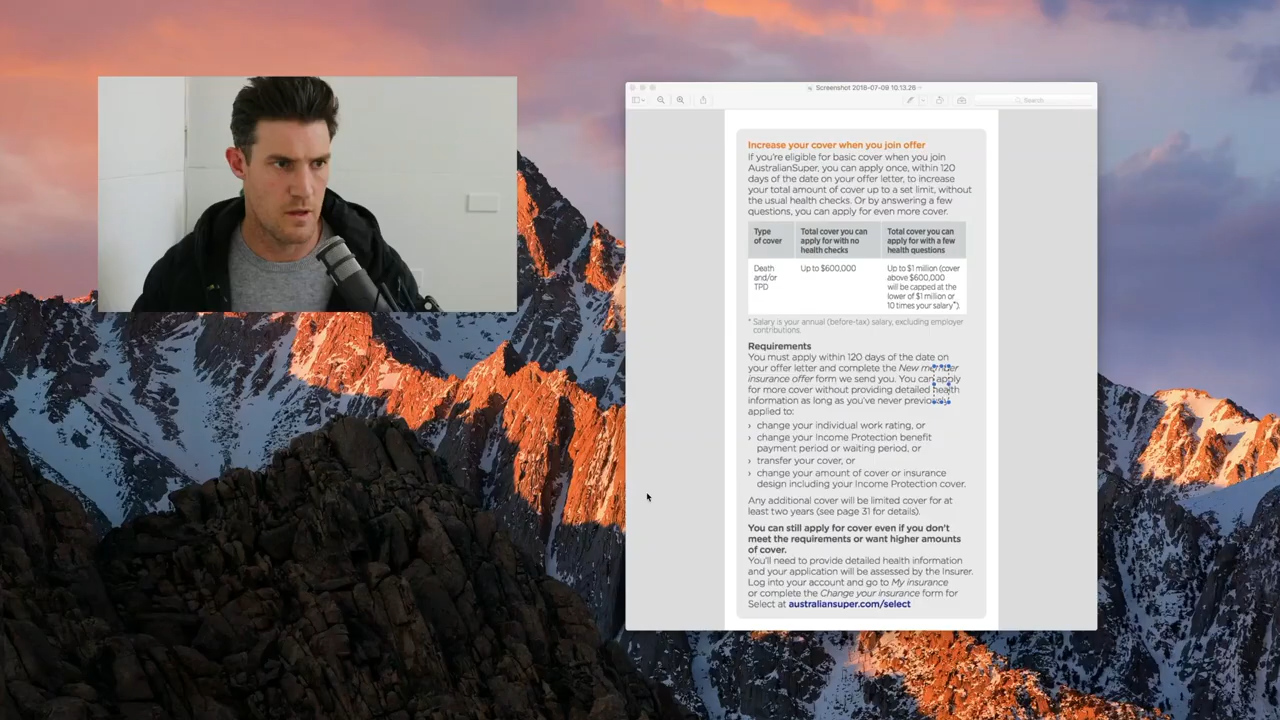 Screenshot 2018-07-09 10.13.26
Search
Increase your cover when you join offer
If you're eligible for basic cover when you join
AustralianSuper, you can apply once, within 120
days of the date on your offer letter, to increase
your total amount of cover up to a set limit, without
the usual health checks. Or by answering a few
questions, you can apply for even more cover.
Type
of cover
Total cover you can
apply for with no
health checks
Total cover you can
apply for with a few
health questions
Death
and/or
TPD
Up to $600,000
Up to $1 million (cover
above $600,000
will be capped at the
lower of $1 million or
10 times your salary*).
* Salary is your annual (before-tax) salary, excluding employer
contributions.
Requirements
You must apply within 120 days of the date on
your offer letter and complete the New member
insurance offer form we send you. You can apply
for more cover without providing detailed health
information as long as you've never previously
applied to:
› change your individual work rating, or
› change your Income Protection benefit
payment period or waiting period, or
› transfer your cover, or
› change your amount of cover or insurance
design including your Income Protection cover.
Any additional cover will be limited cover for at
least two years (see page 31 for details).
You can still apply for cover even if you don't
meet the requirements or want higher amounts
of cover.
You'll need to provide detailed health information
and your application will be assessed by the Insurer.
Log into your account and go to My insurance
or complete the Change your insurance form for
Select at australiansuper.com/select